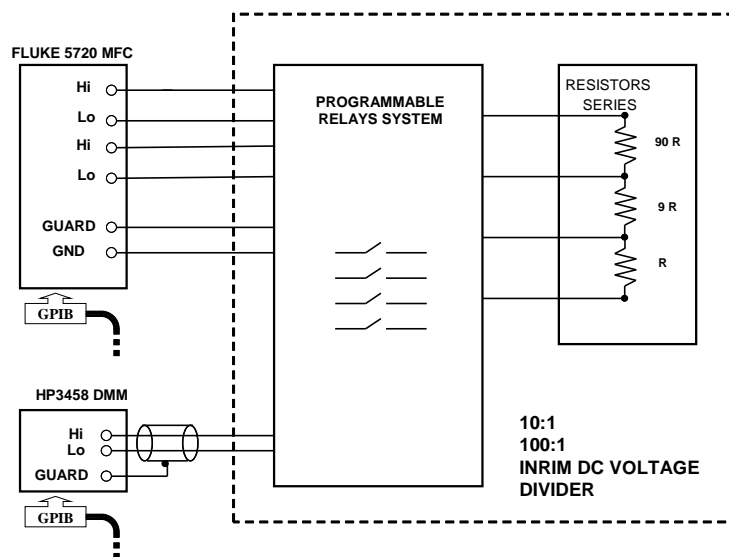 FLUKE 5720 MFC
Hi
Lo
Hi
Lo
GUARD
GND
GPIB
HP3458 DMM
Hi
Lo
GUARD
GPIB
PROGRAMMABLE
RELAYS SYSTEM
RESISTORS
SERIES
90 R
9 R
R
10:1
100:1
INRIM DC VOLTAGE
DIVIDER